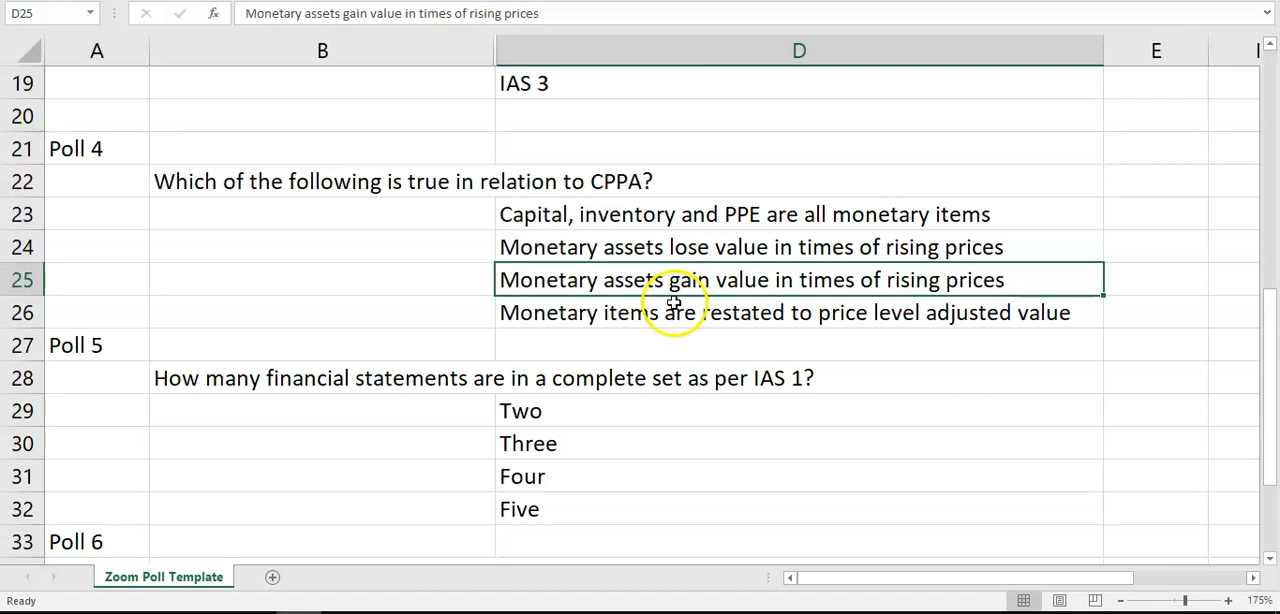 D25 fx Monetary assets gain value in times of rising prices
A B D E
19 IAS 3
20
21 Poll 4
22 Which of the following is true in relation to CPPA?
23 Capital, inventory and PPE are all monetary items
24 Monetary assets lose value in times of rising prices
25 Monetary assets gain value in times of rising prices
26 Monetary items are restated to price level adjusted value
27 Poll 5
28 How many financial statements are in a complete set as per IAS 1?
29 Two
30 Three
31 Four
32 Five
33 Poll 6
Zoom Poll Template
Ready 175%